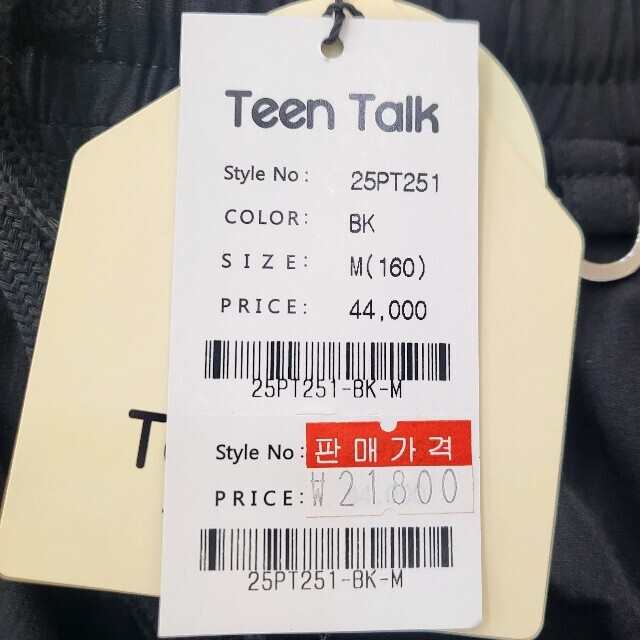 Teen Talk
Style No: 25PT251
COLOR: BK
SIZE: M(160)
PRICE: 44,000
25PT251-BK-M
Style No: 판매가격
PRICE: ₩21800
25PT251-BK-M